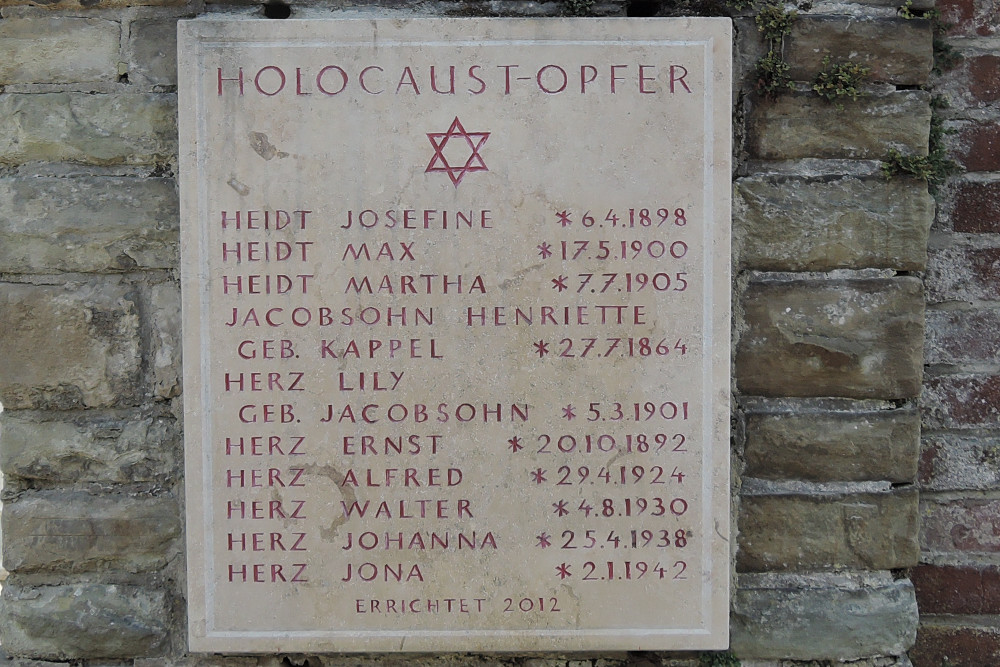 HOLOCAUST-OPFER
HEIDT JOSEFINE *6.4.1898
HEIDT MAX *17.5.1900
HEIDT MARTHA *7.7.1905
JACOBSOHN HENRIETTE
GEB. KAPPEL *27.7.1864
HERZ LILY
GEB. JACOBSOHN *5.3.1901
HERZ ERNST *20.10.1892
HERZ ALFRED *29.4.1924
HERZ WALTER *4.8.1930
HERZ JOHANNA *25.4.1938
HERZ JONA *2.1.1942
ERRICHTET 2012